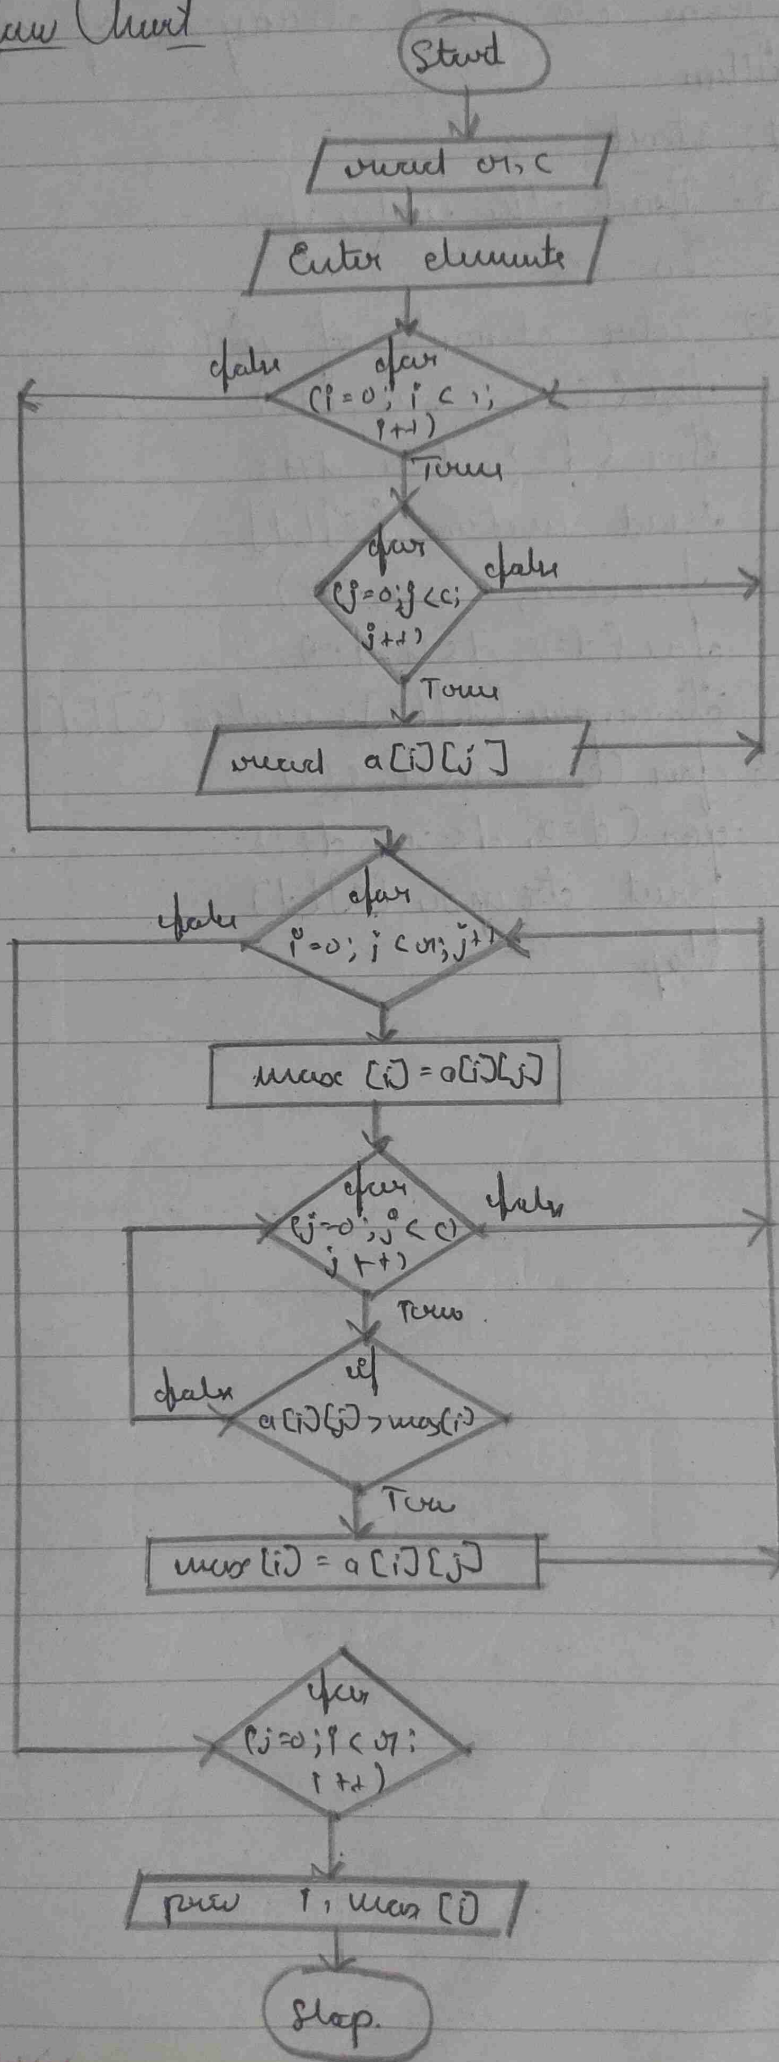 Flow Chart
Start
read r, c
Enter elements
false
for
(i=0; i < r;
i++)
True
for
false
(j=0; j<c;
j++)
True
read a[i][j]
for
false
i=0; j < r; j++
max [i] = a[i][j]
for
false
(j=0; j < c)
j++)
True
if
false
a[i][j] > max[i]
True
max[i] = a[i][j]
for
(j=0; i < r;
i++)
i, max [i]
Stop.